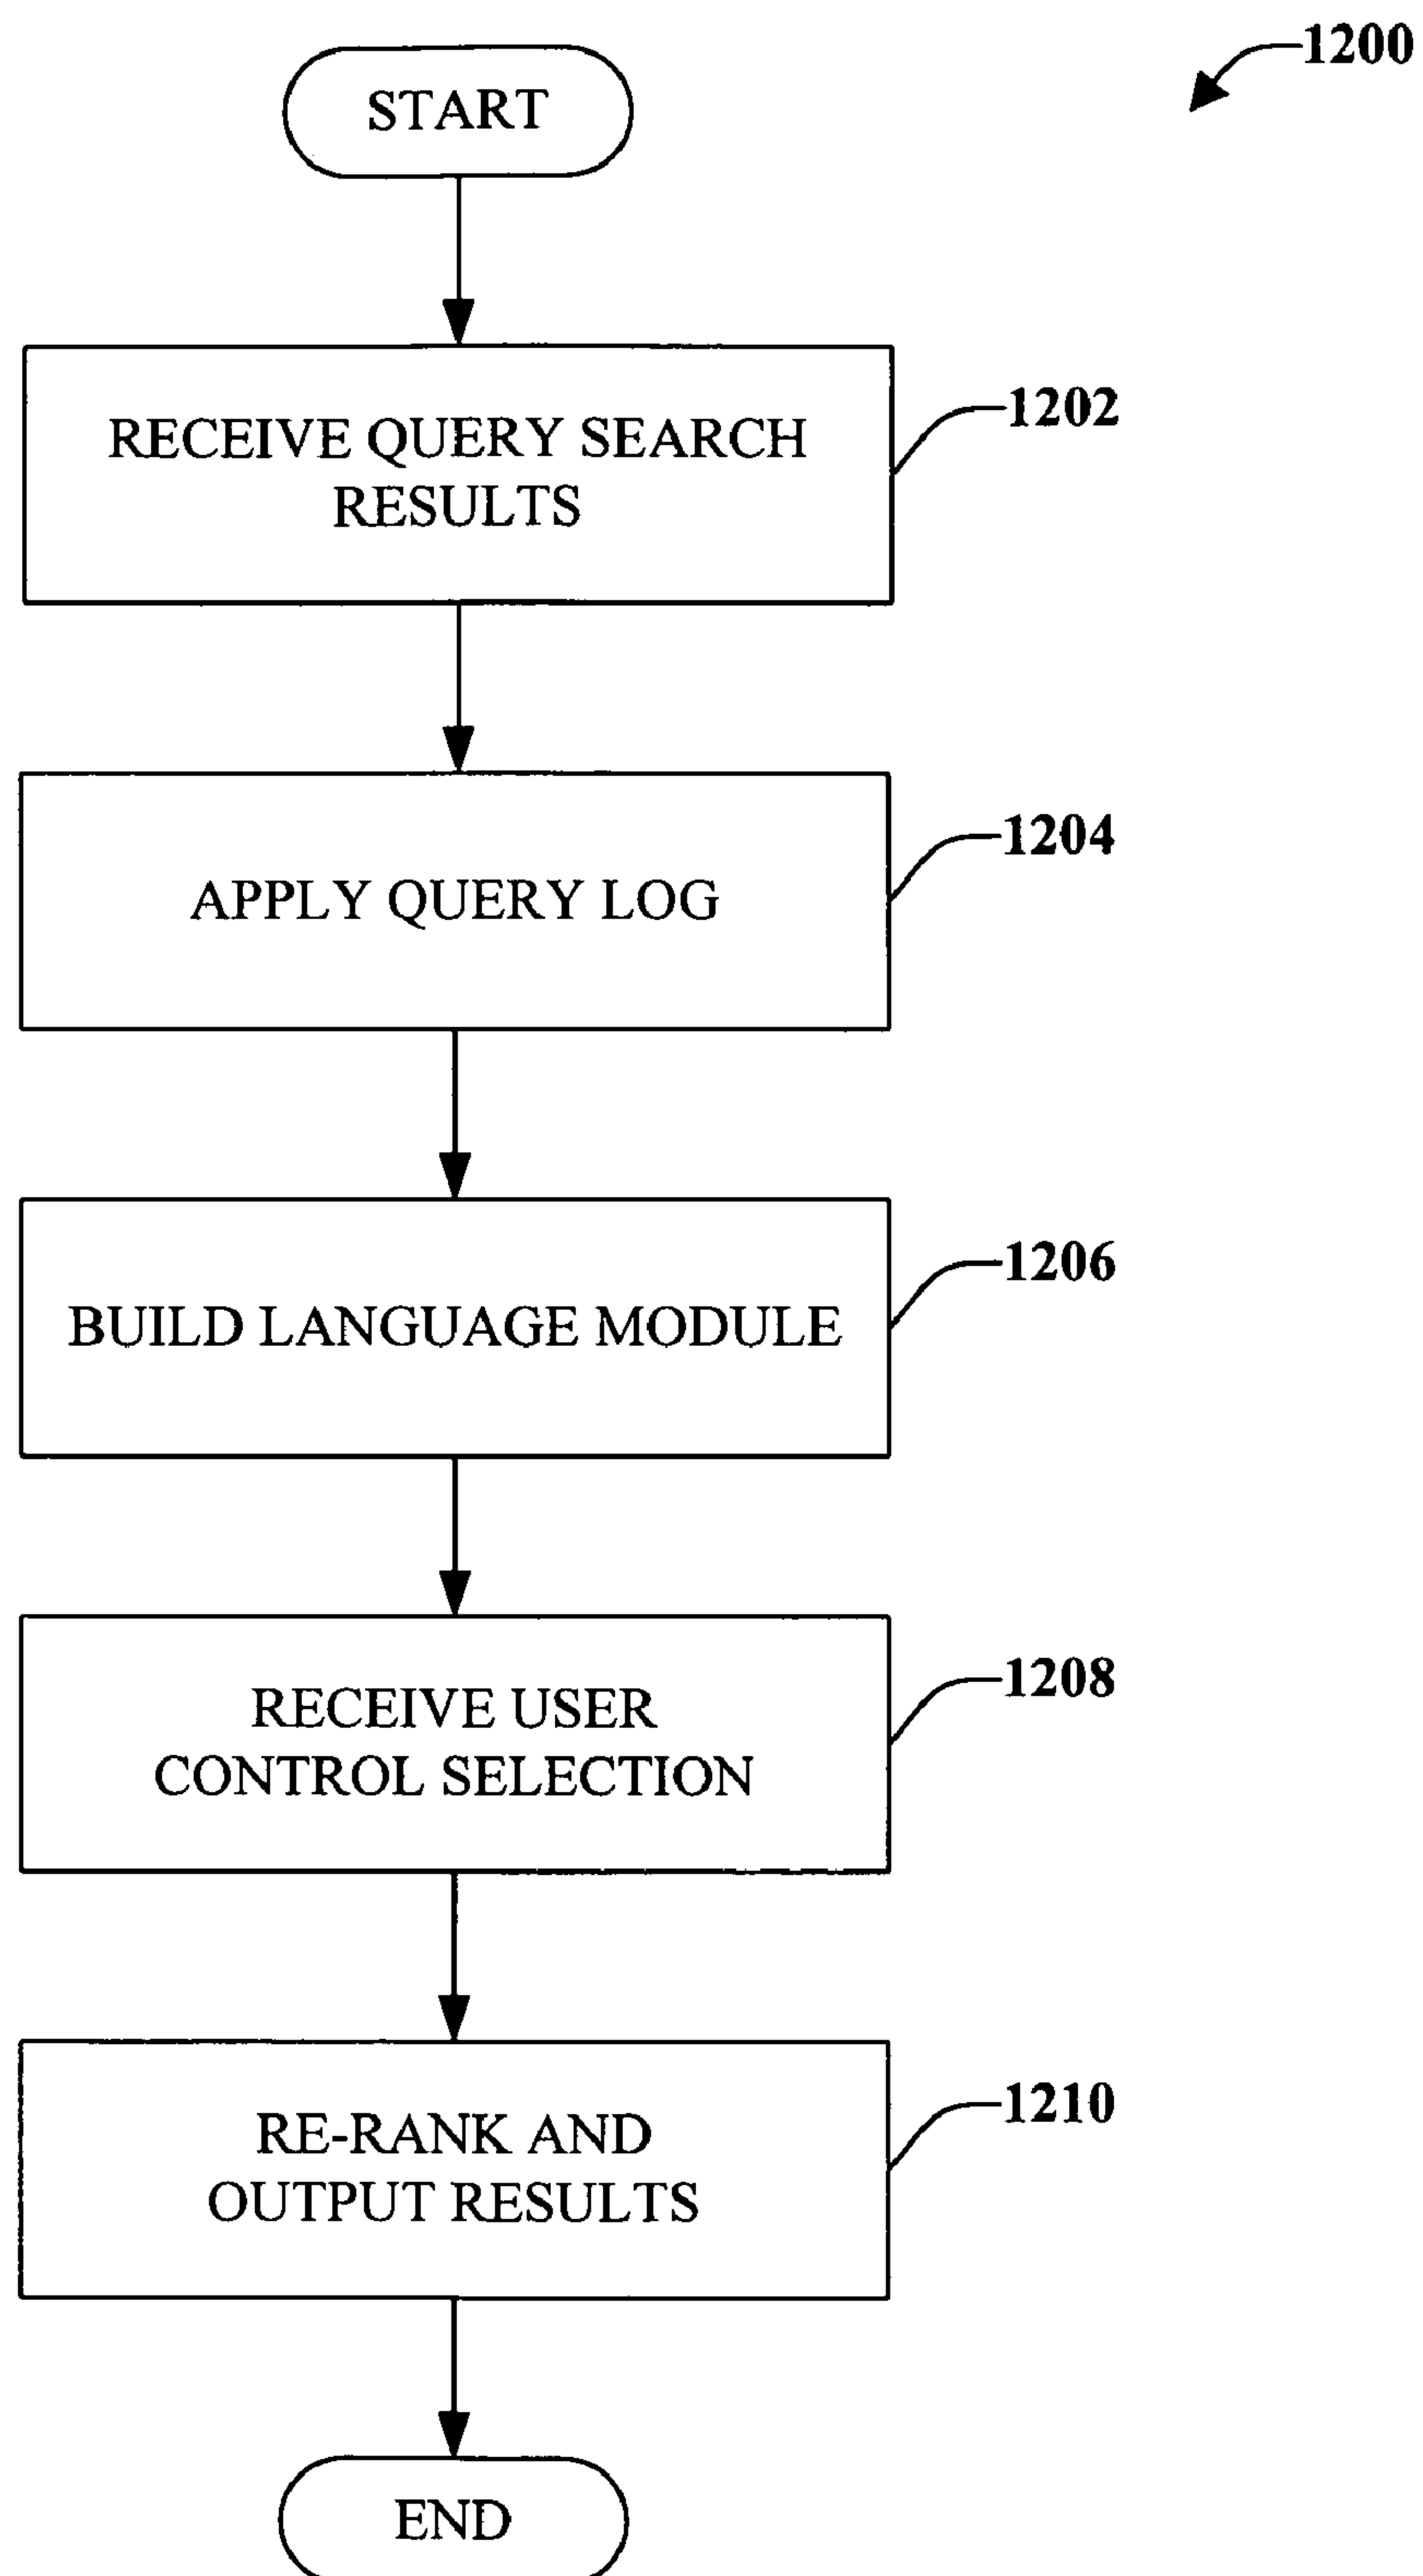 1200
START
RECEIVE QUERY SEARCH
RESULTS
1202
APPLY QUERY LOG
1204
BUILD LANGUAGE MODULE
1206
RECEIVE USER
CONTROL SELECTION
1208
RE-RANK AND
OUTPUT RESULTS
1210
END